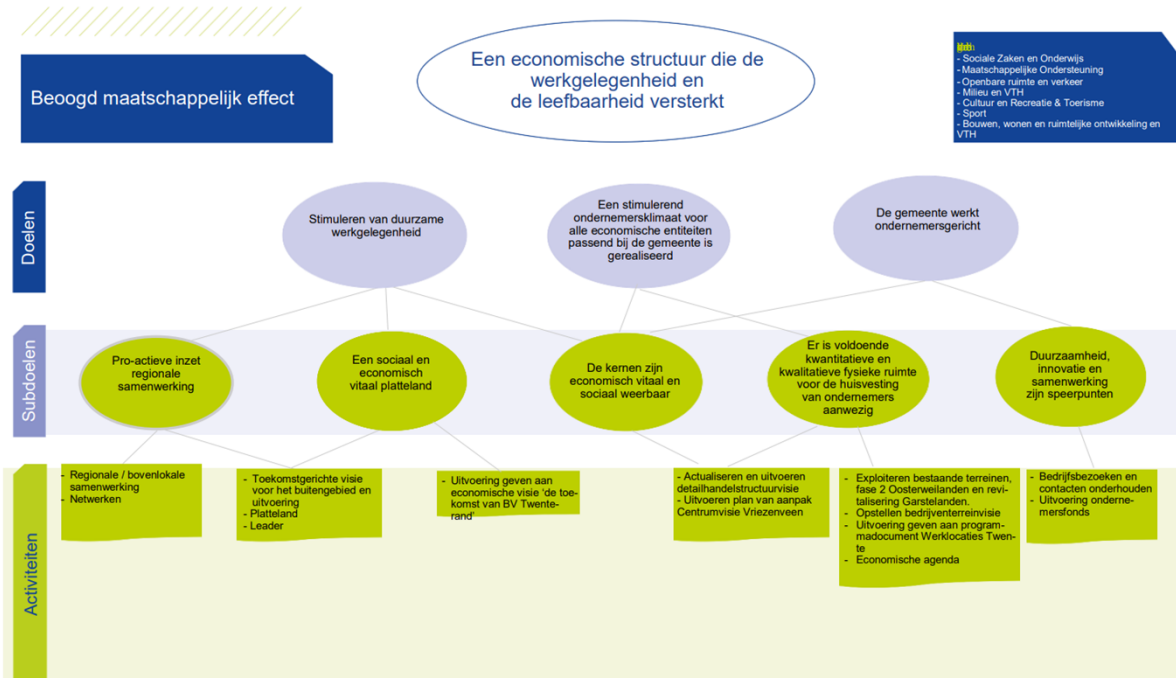 Beoogd maatschappelijk effect
Een economische structuur die de
werkgelegenheid en
de leefbaarheid versterkt
- Sociale Zaken en Onderwijs
- Maatschappelijke Ondersteuning
- Openbare ruimte en verkeer
- Milieu en VTH
- Cultuur en Recreatie & Toerisme
- Sport
- Bouwen, wonen en ruimtelijke ontwikkeling en
VTH
Doelen
Stimuleren van duurzame
werkgelegenheid
Een stimulerend
ondernemersklimaat voor
alle economische entiteiten
passend bij de gemeente is
gerealiseerd
De gemeente werkt
ondernemersgericht
Subdoelen
Pro-actieve inzet
regionale
samenwerking
Een sociaal en
economisch
vitaal platteland
De kernen zijn
economisch vitaal en
sociaal weerbaar
Er is voldoende
kwantitatieve en
kwalitatieve fysieke ruimte
voor de huisvesting
van ondernemers
aanwezig
Duurzaamheid,
innovatie en
samenwerking
zijn speerpunten
Activiteiten
- Regionale / bovenlokale
samenwerking
- Netwerken
- Toekomstgerichte visie
voor het buitengebied en
uitvoering
- Platteland
- Leader
- Uitvoering geven aan
economische visie 'de toe-
komst van BV Twente-
rand'
- Actualiseren en uitvoeren
detailhandelstructuurvisie
- Uitvoeren plan van aanpak
Centrumvisie Vriezenveen
- Exploiteren bestaande terreinen,
fase 2 Oosterweilanden en revi-
talisering Garstelanden.
- Opstellen bedrijventerreinvisie
- Uitvoering geven aan program-
madocument Werklocaties Twen-
te
- Economische agenda
- Bedrijfsbezoeken en
contacten onderhouden
- Uitvoering onderne-
mersfonds